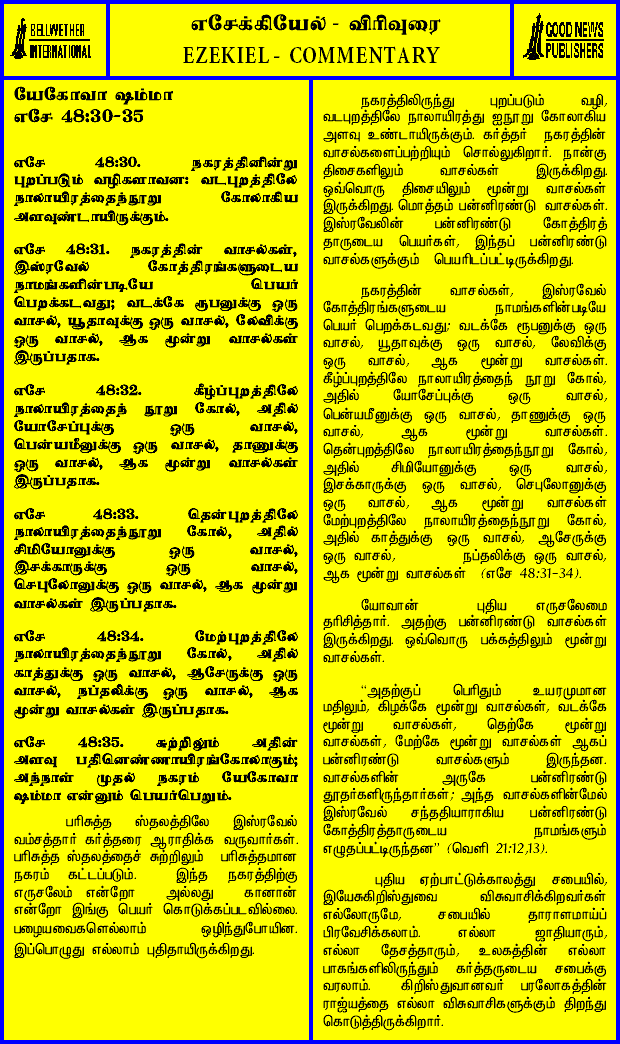 BELLWETHER
INTERNATIONAL
எசேக்கியேல் - விரிவுரை
EZEKIEL - COMMENTARY
GOOD NEWS
PUBLISHERS
யேகோவா ஷம்மா
எசே 48:30-35
எசே 48:30. நகரத்தினின்று
புறப்படும் வழிகளாவன: வடபுறத்திலே
நாலாயிரத்தைந்நூறு கோலாகிய
அளவுண்டாயிருக்கும்.
எசே 48:31. நகரத்தின் வாசல்கள்,
இஸ்ரவேல் கோத்திரங்களுடைய
நாமங்களின்படியே பெயர்
பெறக்கடவது; வடக்கே ரூபனுக்கு ஒரு
வாசல், யூதாவுக்கு ஒரு வாசல், லேவிக்கு
ஒரு வாசல், ஆக மூன்று வாசல்கள்
இருப்பதாக.
எசே 48:32. கீழ்ப்புறத்திலே
நாலாயிரத்தைந் நூறு கோல், அதில்
யோசேப்புக்கு ஒரு வாசல்,
பென்யமீனுக்கு ஒரு வாசல், தாணுக்கு
ஒரு வாசல், ஆக மூன்று வாசல்கள்
இருப்பதாக.
எசே 48:33. தென்புறத்திலே
நாலாயிரத்தைந்நூறு கோல், அதில்
சிமியோனுக்கு ஒரு வாசல்,
இசக்காருக்கு ஒரு வாசல்,
செபுலோனுக்கு ஒரு வாசல், ஆக மூன்று
வாசல்கள் இருப்பதாக.
எசே 48:34. மேற்புறத்திலே
நாலாயிரத்தைந்நூறு கோல், அதில்
காத்துக்கு ஒரு வாசல், ஆசேருக்கு ஒரு
வாசல், நப்தலிக்கு ஒரு வாசல், ஆக
மூன்று வாசல்கள் இருப்பதாக.
எசே 48:35. சுற்றிலும் அதின்
அளவு பதினெண்ணாயிரங்கோலாகும்;
அந்நாள் முதல் நகரம் யேகோவா
ஷம்மா என்னும் பெயர்பெறும்.
பரிசுத்த ஸ்தலத்திலே இஸ்ரவேல்
வம்சத்தார் கர்த்தரை ஆராதிக்க வருவார்கள்.
பரிசுத்த ஸ்தலத்தைச் சுற்றிலும் பரிசுத்தமான
நகரம் கட்டப்படும். இந்த நகரத்திற்கு
எருசலேம் என்றோ அல்லது கானான்
என்றோ இங்கு பெயர் கொடுக்கப்படவில்லை.
பழையவைகளெல்லாம் ஒழிந்துபோயின.
இப்பொழுது எல்லாம் புதிதாயிருக்கிறது.
நகரத்திலிருந்து புறப்படும் வழி,
வடபுறத்திலே நாலாயிரத்து ஐநூறு கோலாகிய
அளவு உண்டாயிருக்கும். கர்த்தர் நகரத்தின்
வாசல்களைப்பற்றியும் சொல்லுகிறார். நான்கு
திசைகளிலும் வாசல்கள் இருக்கிறது.
ஒவ்வொரு திசையிலும் மூன்று வாசல்கள்
இருக்கிறது. மொத்தம் பன்னிரண்டு வாசல்கள்.
இஸ்ரவேலின் பன்னிரண்டு கோத்திரத்
தாருடைய பெயர்கள், இந்தப் பன்னிரண்டு
வாசல்களுக்கும் பெயரிடப்பட்டிருக்கிறது.
நகரத்தின் வாசல்கள், இஸ்ரவேல்
கோத்திரங்களுடைய நாமங்களின்படியே
பெயர் பெறக்கடவது; வடக்கே ரூபனுக்கு ஒரு
வாசல், யூதாவுக்கு ஒரு வாசல், லேவிக்கு
ஒரு வாசல், ஆக மூன்று வாசல்கள்.
கீழ்ப்புறத்திலே நாலாயிரத்தைந் நூறு கோல்,
அதில் யோசேப்புக்கு ஒரு வாசல்,
பென்யமீனுக்கு ஒரு வாசல், தாணுக்கு ஒரு
வாசல், ஆக மூன்று வாசல்கள்.
தென்புறத்திலே நாலாயிரத்தைந்நூறு கோல்,
அதில் சிமியோனுக்கு ஒரு வாசல்,
இசக்காருக்கு ஒரு வாசல், செபுலோனுக்கு
ஒரு வாசல், ஆக மூன்று வாசல்கள்
மேற்புறத்திலே நாலாயிரத்தைந்நூறு கோல்,
அதில் காத்துக்கு ஒரு வாசல், ஆசேருக்கு
ஒரு வாசல், நப்தலிக்கு ஒரு வாசல்,
ஆக மூன்று வாசல்கள் (எசே 48:31-34).
யோவான் புதிய எருசலேமை
தரிசித்தார். அதற்கு பன்னிரண்டு வாசல்கள்
இருக்கிறது. ஒவ்வொரு பக்கத்திலும் மூன்று
வாசல்கள்.
“அதற்குப் பெரிதும் உயரமுமான
மதிலும், கிழக்கே மூன்று வாசல்கள், வடக்கே
மூன்று வாசல்கள், தெற்கே மூன்று
வாசல்கள், மேற்கே மூன்று வாசல்கள் ஆகப்
பன்னிரண்டு வாசல்களும் இருந்தன.
வாசல்களின் அருகே பன்னிரண்டு
தூதர்களிருந்தார்கள்; அந்த வாசல்களின்மேல்
இஸ்ரவேல் சந்ததியாராகிய பன்னிரண்டு
கோத்திரத்தாருடைய நாமங்களும்
எழுதப்பட்டிருந்தன” (வெளி 21:12,13).
புதிய ஏற்பாட்டுக்காலத்து சபையில்,
இயேசுகிறிஸ்துவை விசுவாசிக்கிறவர்கள்
எல்லோருமே, சபையில் தாராளமாய்ப்
பிரவேசிக்கலாம். எல்லா ஜாதியாரும்,
எல்லா தேசத்தாரும், உலகத்தின் எல்லா
பாகங்களிலிருந்தும் கர்த்தருடைய சபைக்கு
வரலாம். கிறிஸ்துவானவர் பரலோகத்தின்
ராஜ்யத்தை எல்லா விசுவாசிகளுக்கும் திறந்து
கொடுத்திருக்கிறார்.